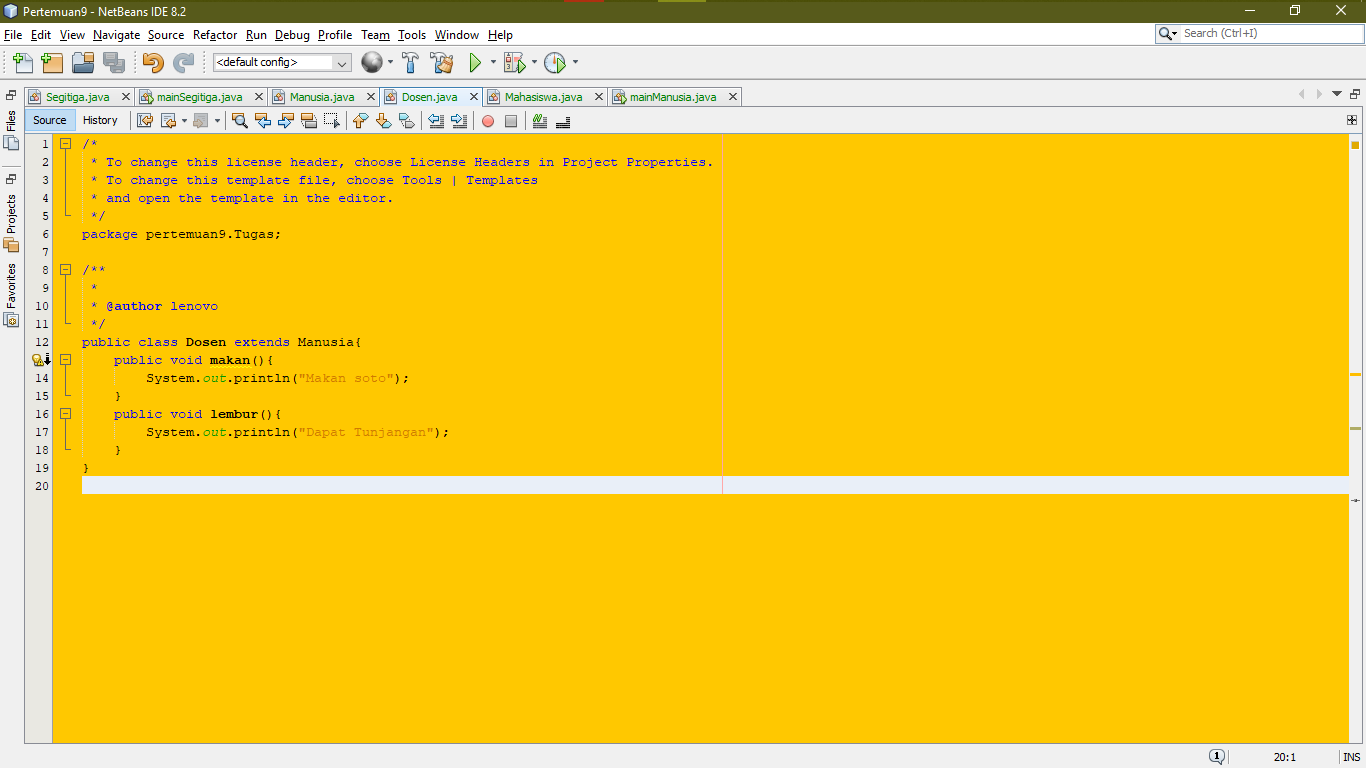 Pertemuan9 - NetBeans IDE 8.2
File Edit View Navigate Source Refactor Run Debug Profile Team Tools Window Help
Search (Ctrl+I)
<default config>
Segitiga.java mainSegitiga.java Manusia.java Dosen.java Mahasiswa.java mainManusia.java
Source History
Files
Projects
Favorites
1 /*
2  * To change this license header, choose License Headers in Project Properties.
3  * To change this template file, choose Tools | Templates
4  * and open the template in the editor.
5  */
6 package pertemuan9.Tugas;
7
8 /**
9  *
10  * @author lenovo
11  */
12 public class Dosen extends Manusia{
public void makan(){
14 System.out.println("Makan soto");
15 }
16 public void lembur(){
17 System.out.println("Dapat Tunjangan");
18 }
19 }
20
1 20:1 INS